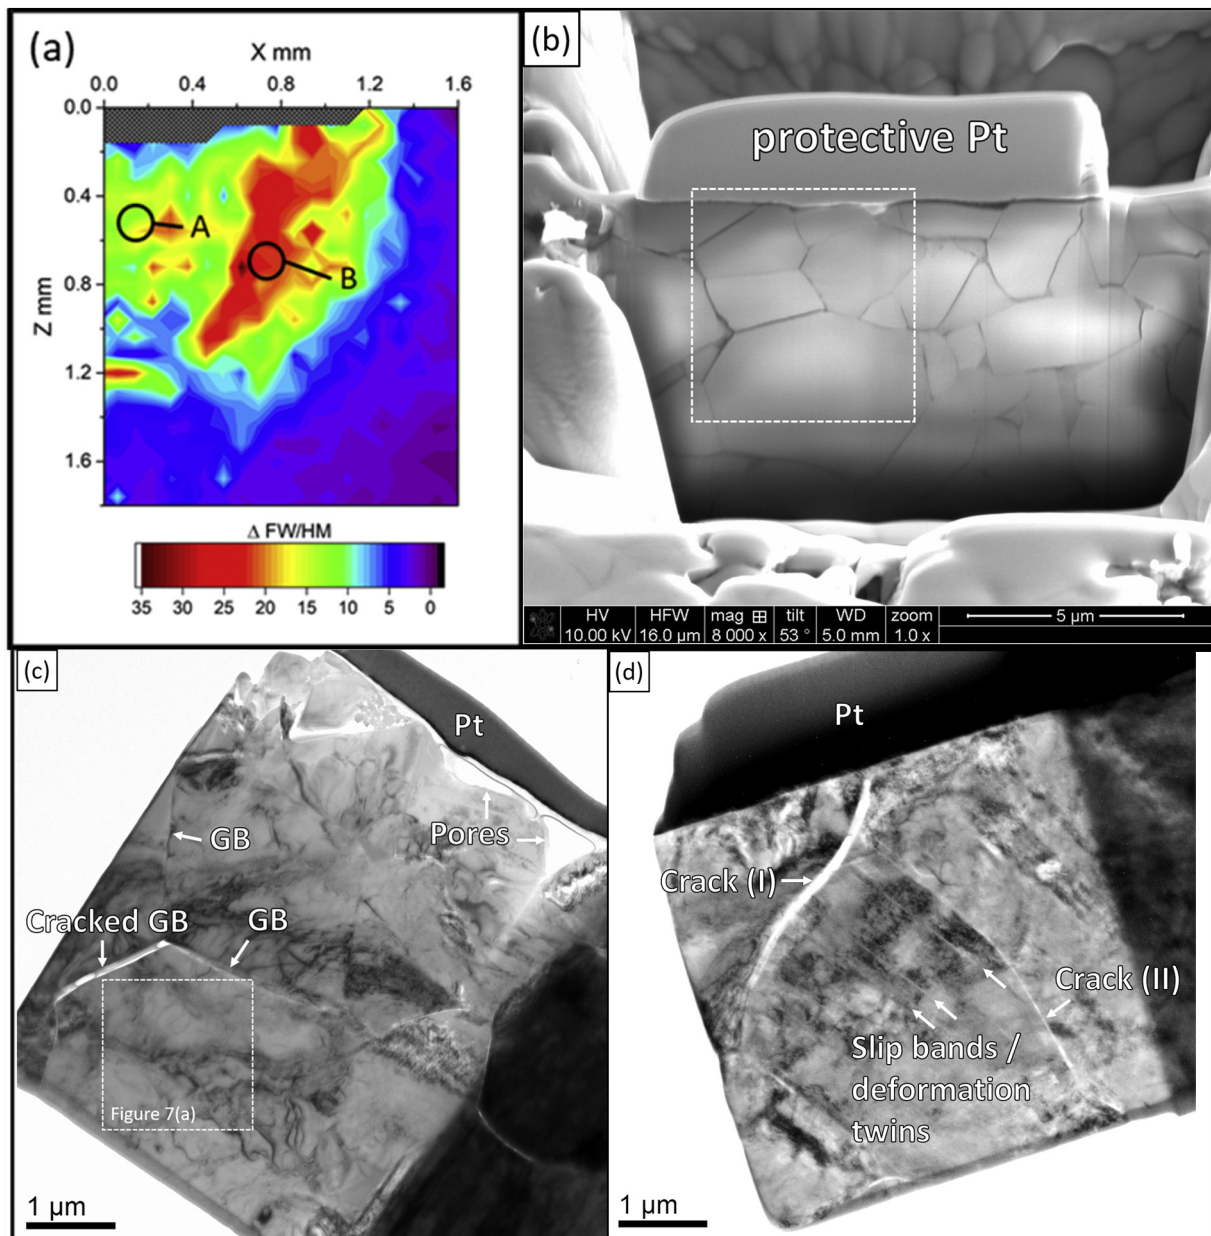 (a)
X mm
0.0 0.4 0.8 1.2 1.6
0.0
0.4
0.8
1.2
1.6
Z mm
A
B
Δ FW/HM
35 30 25 20 15 10 5 0
(b)
protective Pt
HV HFW mag tilt WD zoom
10.00 kV 16.0 µm 8 000 x 53 ° 5.0 mm 1.0 x
5 µm
(c)
Pt
GB
Pores
Cracked GB
GB
Figure 7(a)
1 µm
(d)
Pt
Crack (I)
Crack (II)
Slip bands /
deformation
twins
1 µm